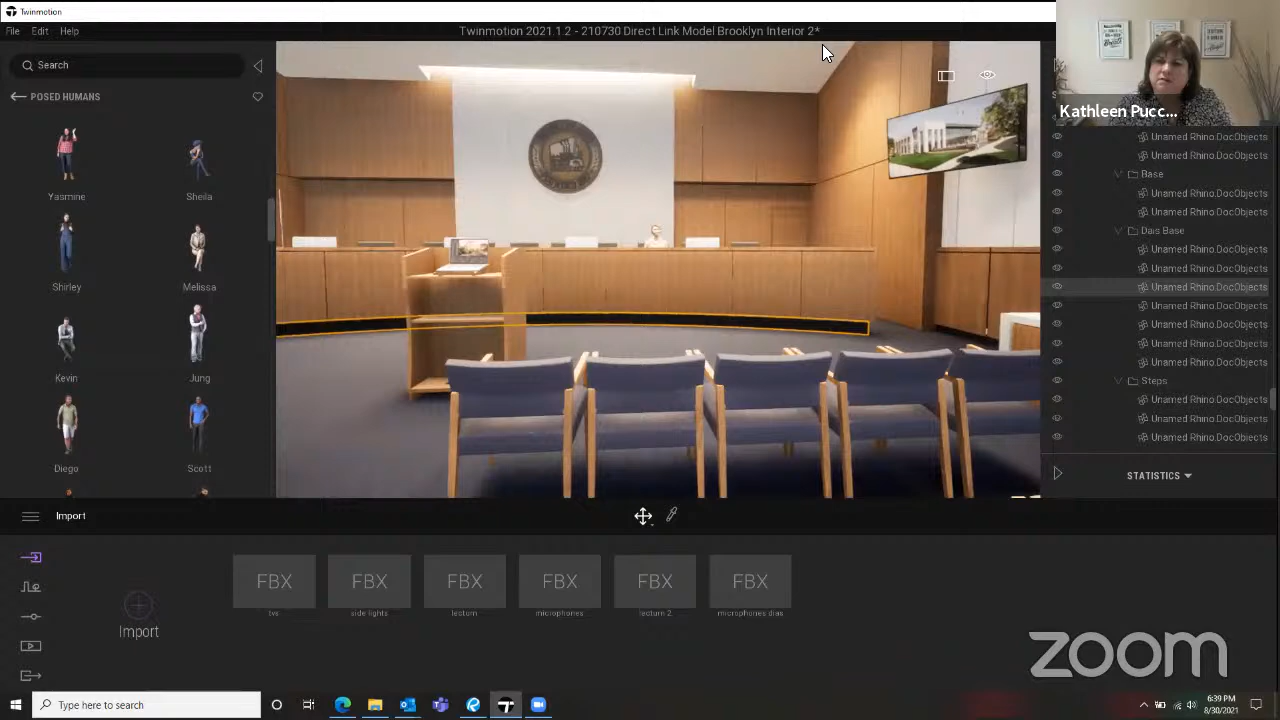 Twinmotion
File Edit Help
Twinmotion 2021.1.2 - 210730 Direct Link Model Brooklyn Interior 2*
Search
POSED HUMANS
Yasmine
Sheila
Shirley
Melissa
Kevin
Jung
Diego
Scott
Kathleen Pucc...
Unamed Rhino.DocObjects
Unamed Rhino.DocObjects
Base
Unamed Rhino.DocObjects
Unamed Rhino.DocObjects
Dais Base
Unamed Rhino.DocObjects
Unamed Rhino.DocObjects
Unamed Rhino.DocObjects
Unamed Rhino.DocObjects
Unamed Rhino.DocObjects
Unamed Rhino.DocObjects
Unamed Rhino.DocObjects
Steps
Unamed Rhino.DocObjects
Unamed Rhino.DocObjects
Unamed Rhino.DocObjects
STATISTICS
Import
FBX FBX FBX FBX FBX FBX
tvs side lights lectorn microphones lecturn 2 microphones dias
Import
zoom
Type here to search
6:39 PM
8/30/2021